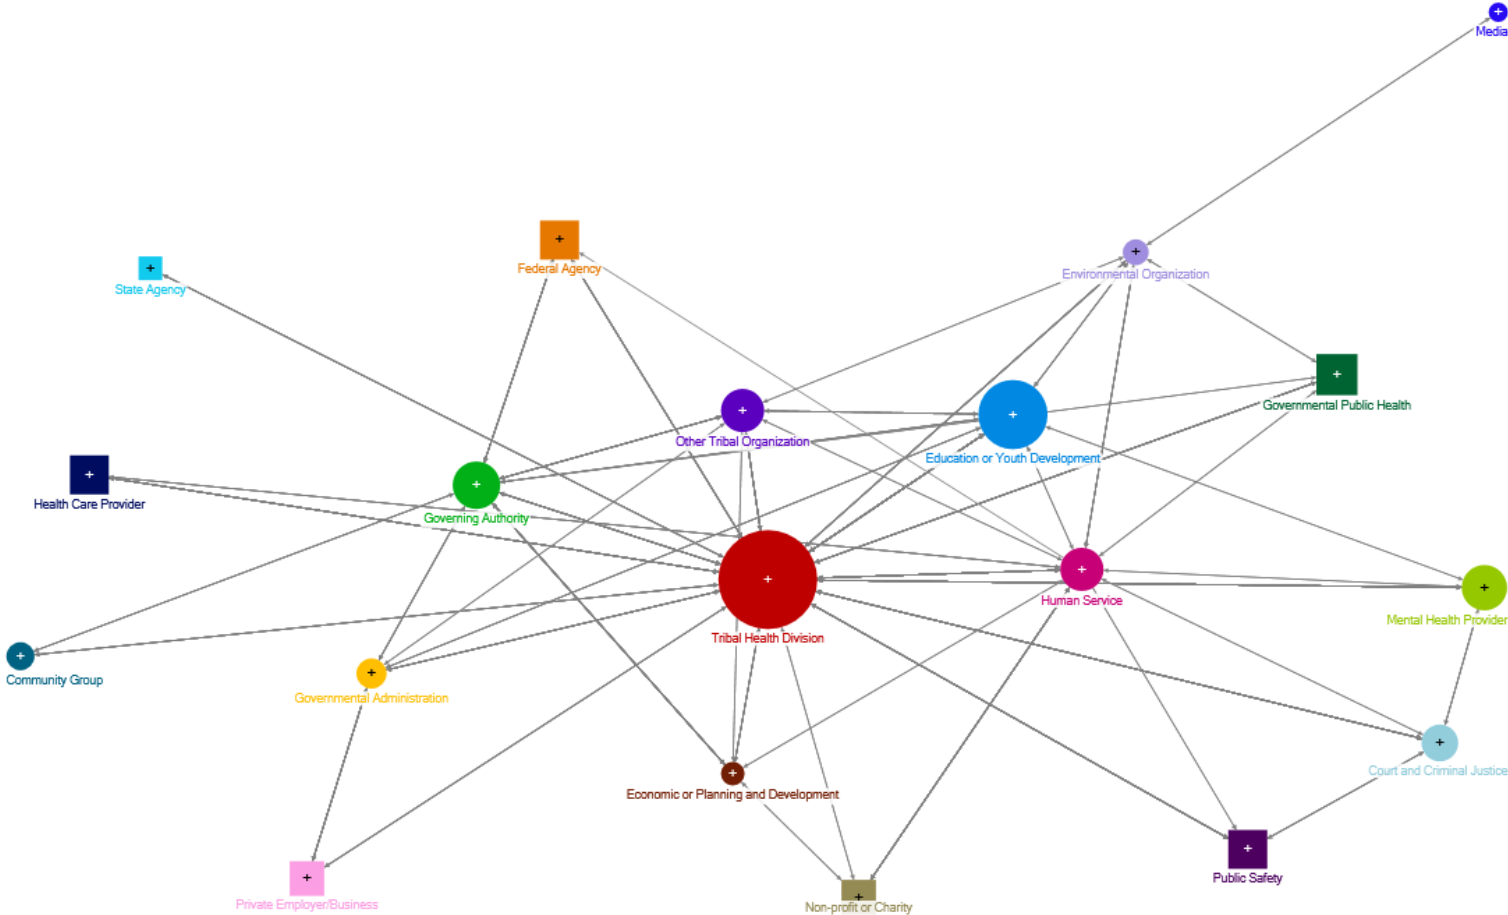 Media
Federal Agency
Environmental Organization
State Agency
Governmental Public Health
Other Tribal Organization
Education or Youth Development
Health Care Provider
Governing Authority
Human Service
Mental Health Provider
Tribal Health Division
Community Group
Governmental Administration
Court and Criminal Justice
Economic or Planning and Development
Public Safety
Private Employer/Business
Non-profit or Charity